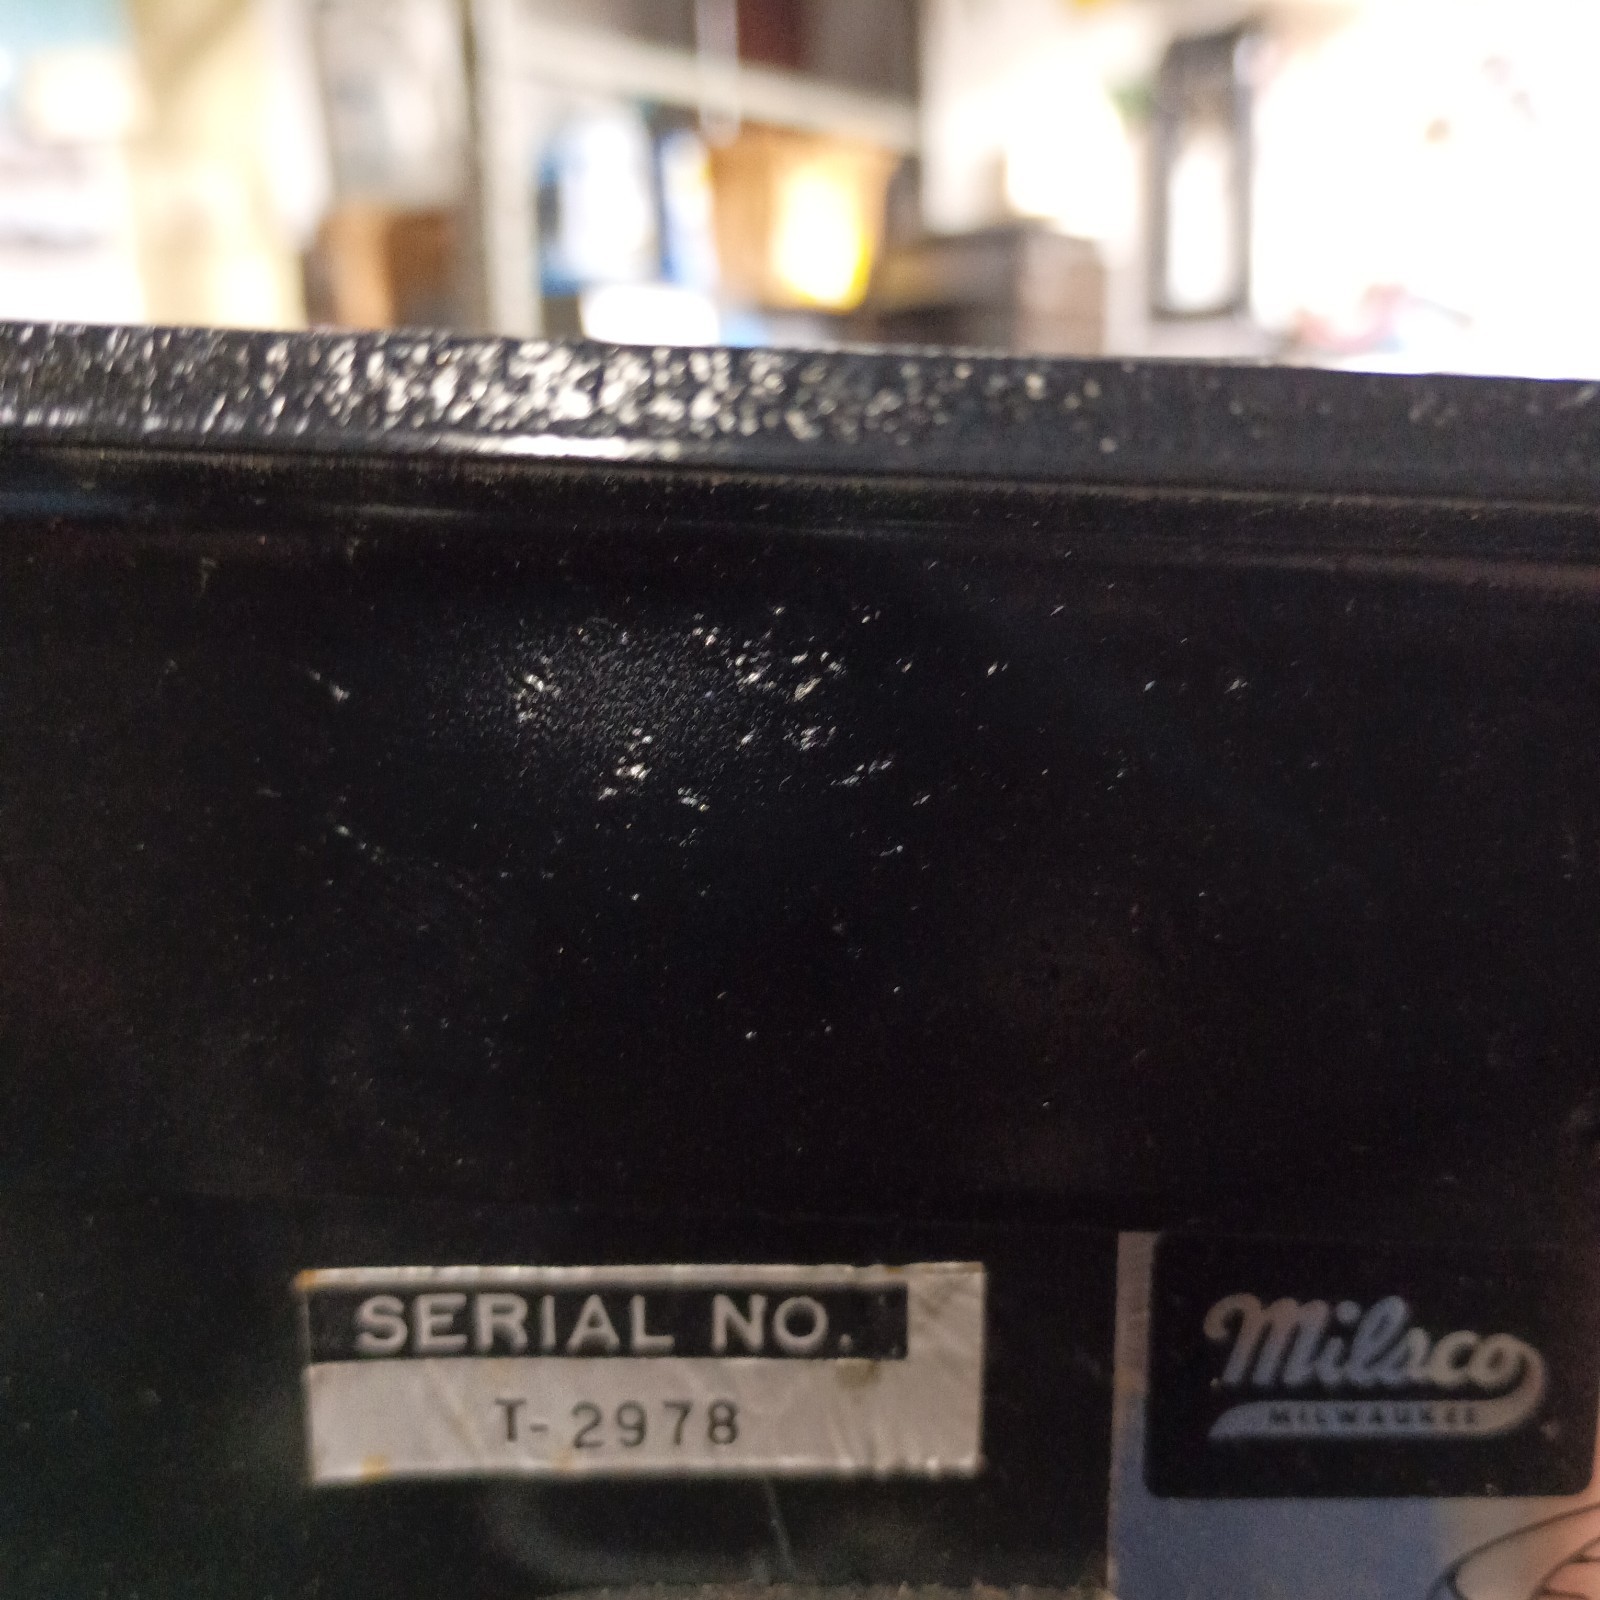 SERIAL NO.
T-2978
Milsco
MILWAUKEE